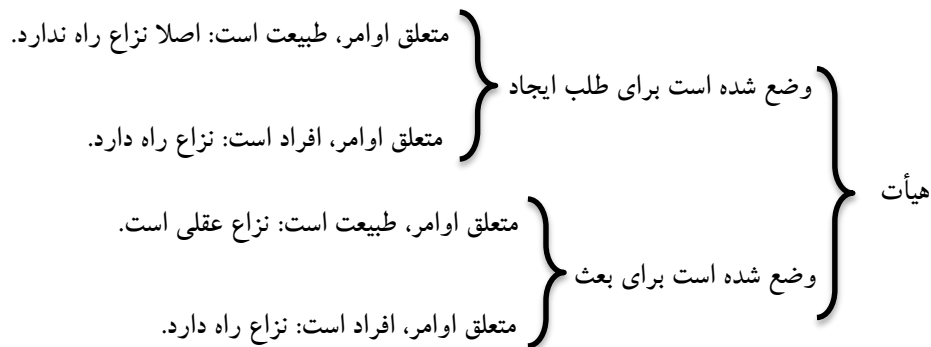 متعلق اوامر، طبیعت است: اصلا نزاع راه ندارد.
وضع شده است برای طلب ایجاد
متعلق اوامر، افراد است: نزاع راه دارد.
هیأت
متعلق اوامر، طبیعت است: نزاع عقلی است.
وضع شده است برای بعث
متعلق اوامر، افراد است: نزاع راه دارد.